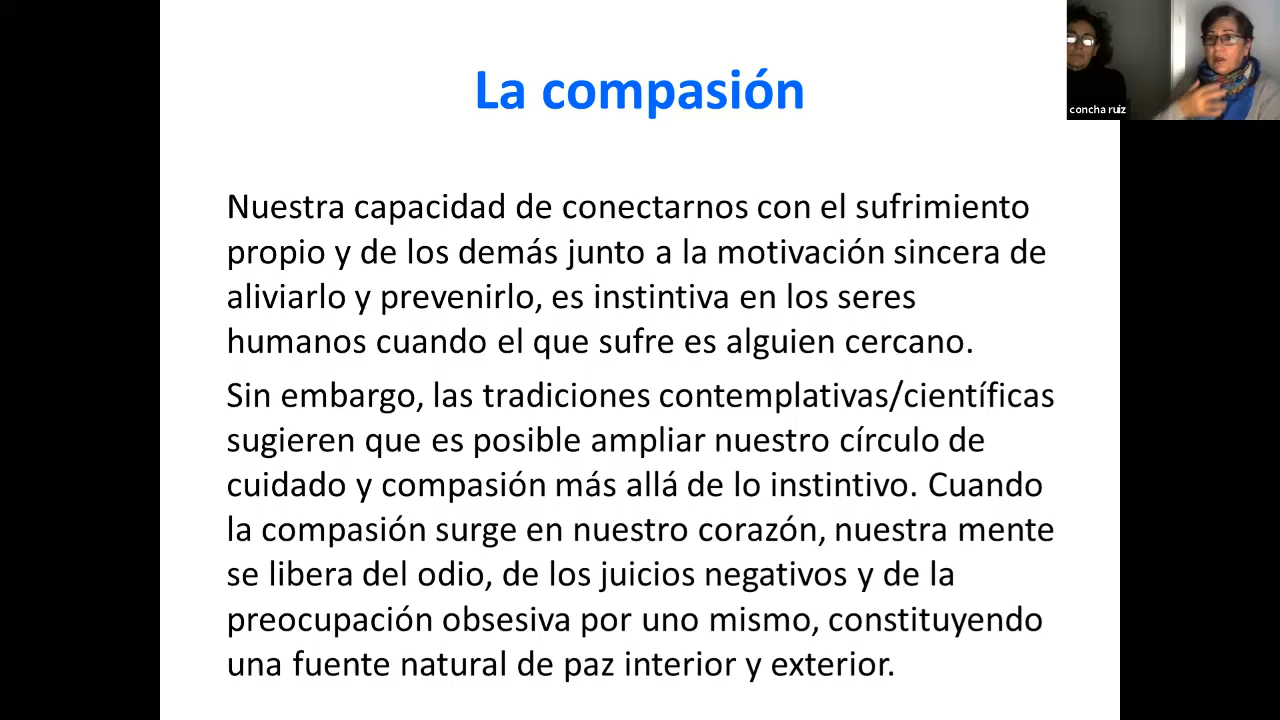 La compasión
concha ruiz
Nuestra capacidad de conectarnos con el sufrimiento
propio y de los demás junto a la motivación sincera de
aliviarlo y prevenirlo, es instintiva en los seres
humanos cuando el que sufre es alguien cercano.
Sin embargo, las tradiciones contemplativas/científicas
sugieren que es posible ampliar nuestro círculo de
cuidado y compasión más allá de lo instintivo. Cuando
la compasión surge en nuestro corazón, nuestra mente
se libera del odio, de los juicios negativos y de la
preocupación obsesiva por uno mismo, constituyendo
una fuente natural de paz interior y exterior.